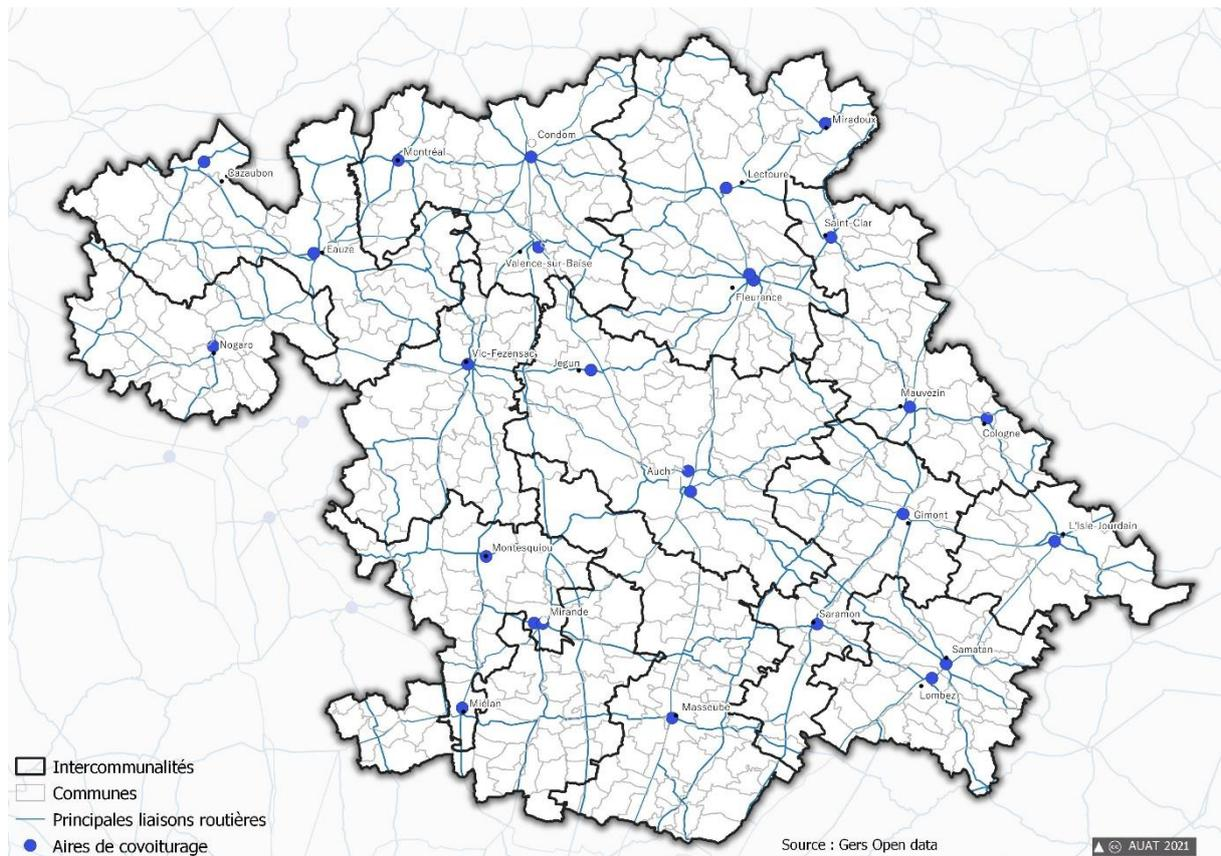 Miradoux
Condom
Montréal
Lectoure
Cazaubon
Saint-Clar
Eauze
Valence-sur-Baïse
Fleurance
Nogaro
Vic-Fezensac
Jegun
Mauvezin
Cologne
Auch
Gimont
L'Isle-Jourdain
Montesquiou
Mirande
Saramon
Samatan
Lombez
Miélan
Masseube
Intercommunalités
Communes
Principales liaisons routières
Aires de covoiturage
Source : Gers Open data
cc AUAT 2021